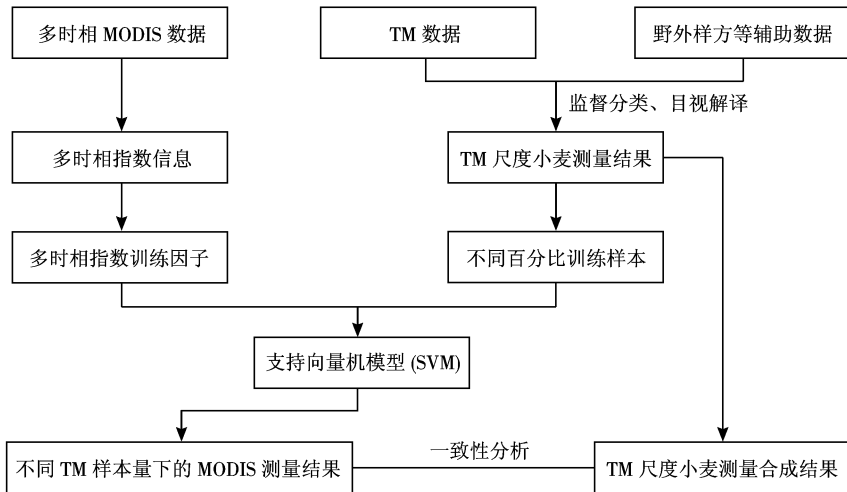 多时相 MODIS 数据
TM 数据
野外样方等辅助数据
监督分类、目视解译
多时相指数信息
TM 尺度小麦测量结果
多时相指数训练因子
不同百分比训练样本
支持向量机模型 (SVM)
一致性分析
不同 TM 样本量下的 MODIS 测量结果
TM 尺度小麦测量合成结果